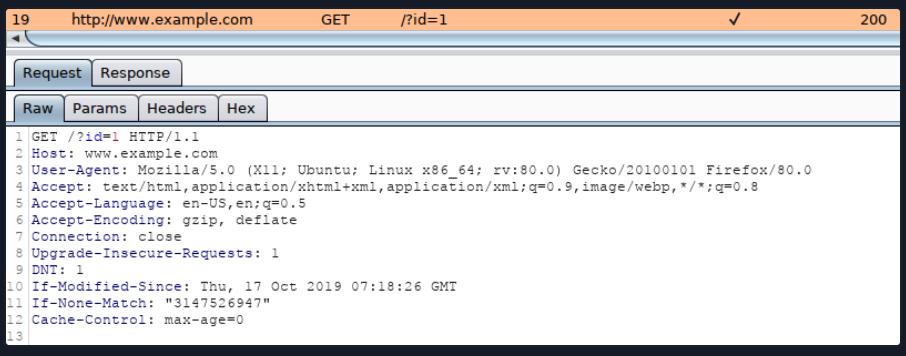 19 http://www.example.com GET /?id=1 ✓ 200
Request Response
Raw Params Headers Hex
1 GET /?id=1 HTTP/1.1
2 Host: www.example.com
3 User-Agent: Mozilla/5.0 (X11; Ubuntu; Linux x86_64; rv:80.0) Gecko/20100101 Firefox/80.0
4 Accept: text/html,application/xhtml+xml,application/xml;q=0.9,image/webp,*/*;q=0.8
5 Accept-Language: en-US,en;q=0.5
6 Accept-Encoding: gzip, deflate
7 Connection: close
8 Upgrade-Insecure-Requests: 1
9 DNT: 1
10 If-Modified-Since: Thu, 17 Oct 2019 07:18:26 GMT
11 If-None-Match: "3147526947"
12 Cache-Control: max-age=0
13